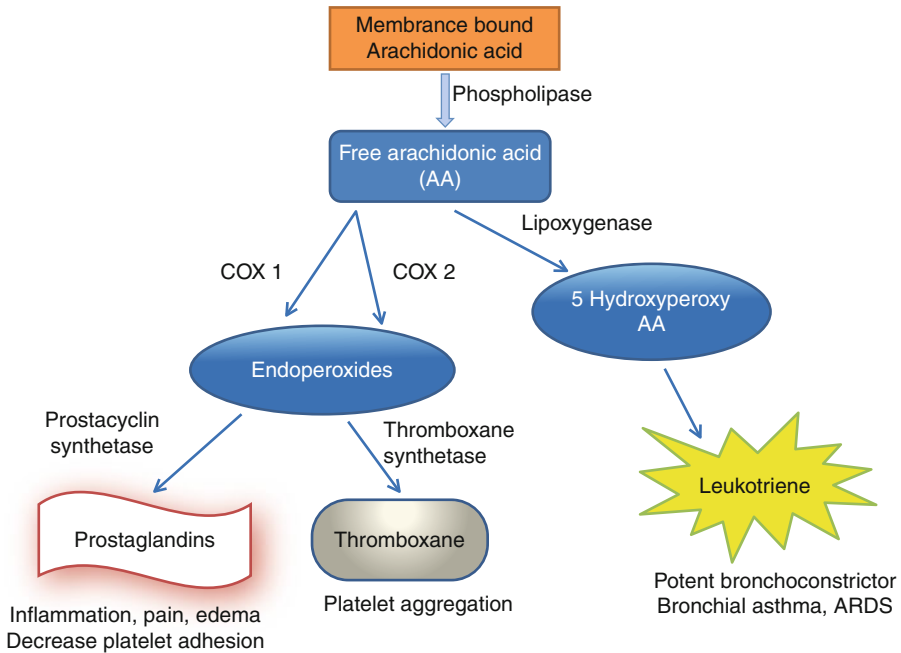 Membrance bound
Arachidonic acid
Phospholipase
Free arachidonic acid
(AA)
Lipoxygenase
COX 1
COX 2
5 Hydroxyperoxy
AA
Endoperoxides
Prostacyclin
synthetase
Thromboxane
synthetase
Leukotriene
Prostaglandins
Thromboxane
Potent bronchoconstrictor
Bronchial asthma, ARDS
Platelet aggregation
Inflammation, pain, edema
Decrease platelet adhesion